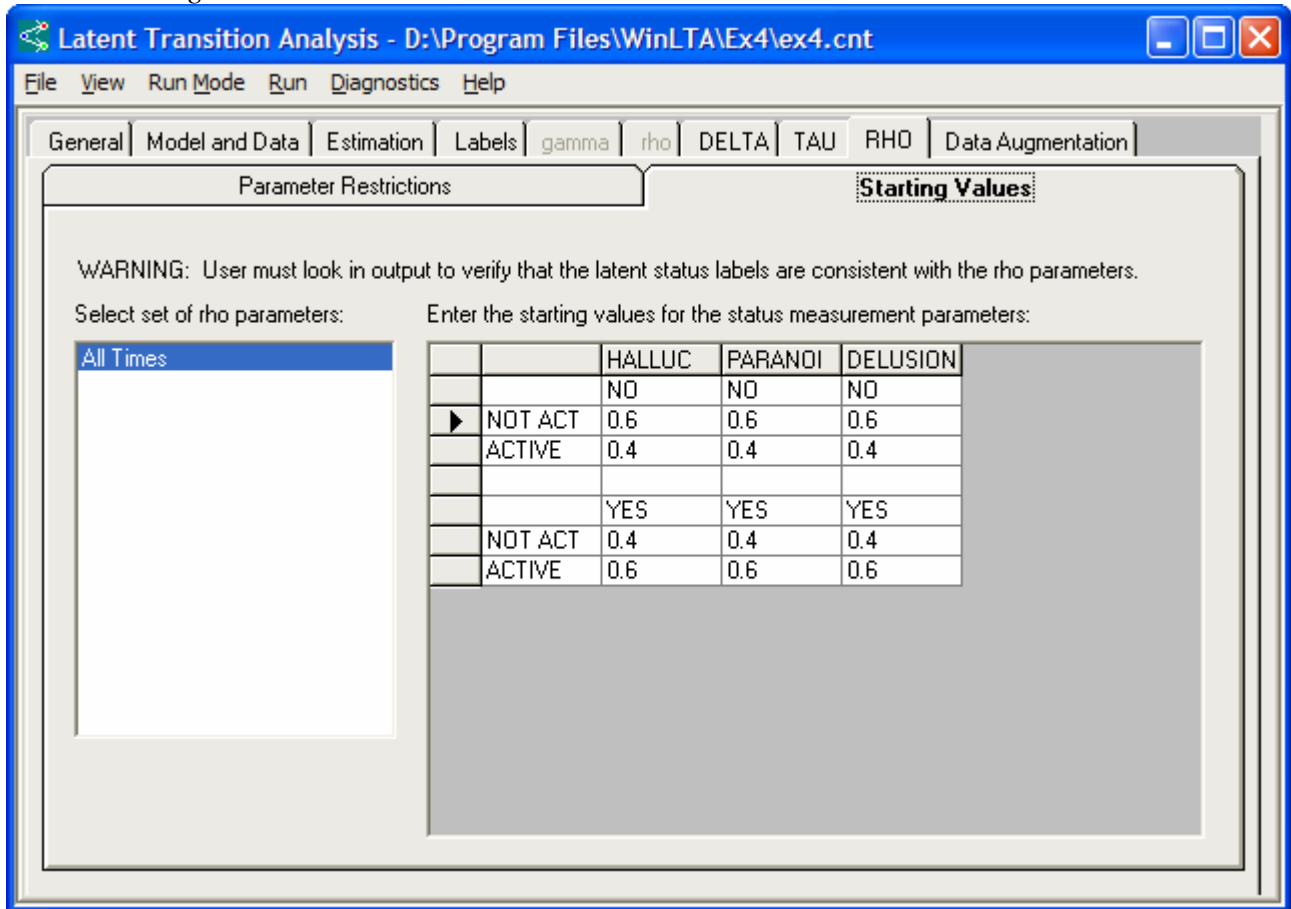 Latent Transition Analysis - D:\Program Files\WinLTA\Ex4\ex4.cnt
File View Run Mode Run Diagnostics Help
General Model and Data Estimation Labels gamma rho DELTA TAU RHO Data Augmentation
Parameter Restrictions Starting Values
WARNING: User must look in output to verify that the latent status labels are consistent with the rho parameters.
Select set of rho parameters: Enter the starting values for the status measurement parameters:
All Times
HALLUC PARANOI DELUSION
NO NO NO
NOT ACT 0.6 0.6 0.6
ACTIVE 0.4 0.4 0.4
YES YES YES
NOT ACT 0.4 0.4 0.4
ACTIVE 0.6 0.6 0.6